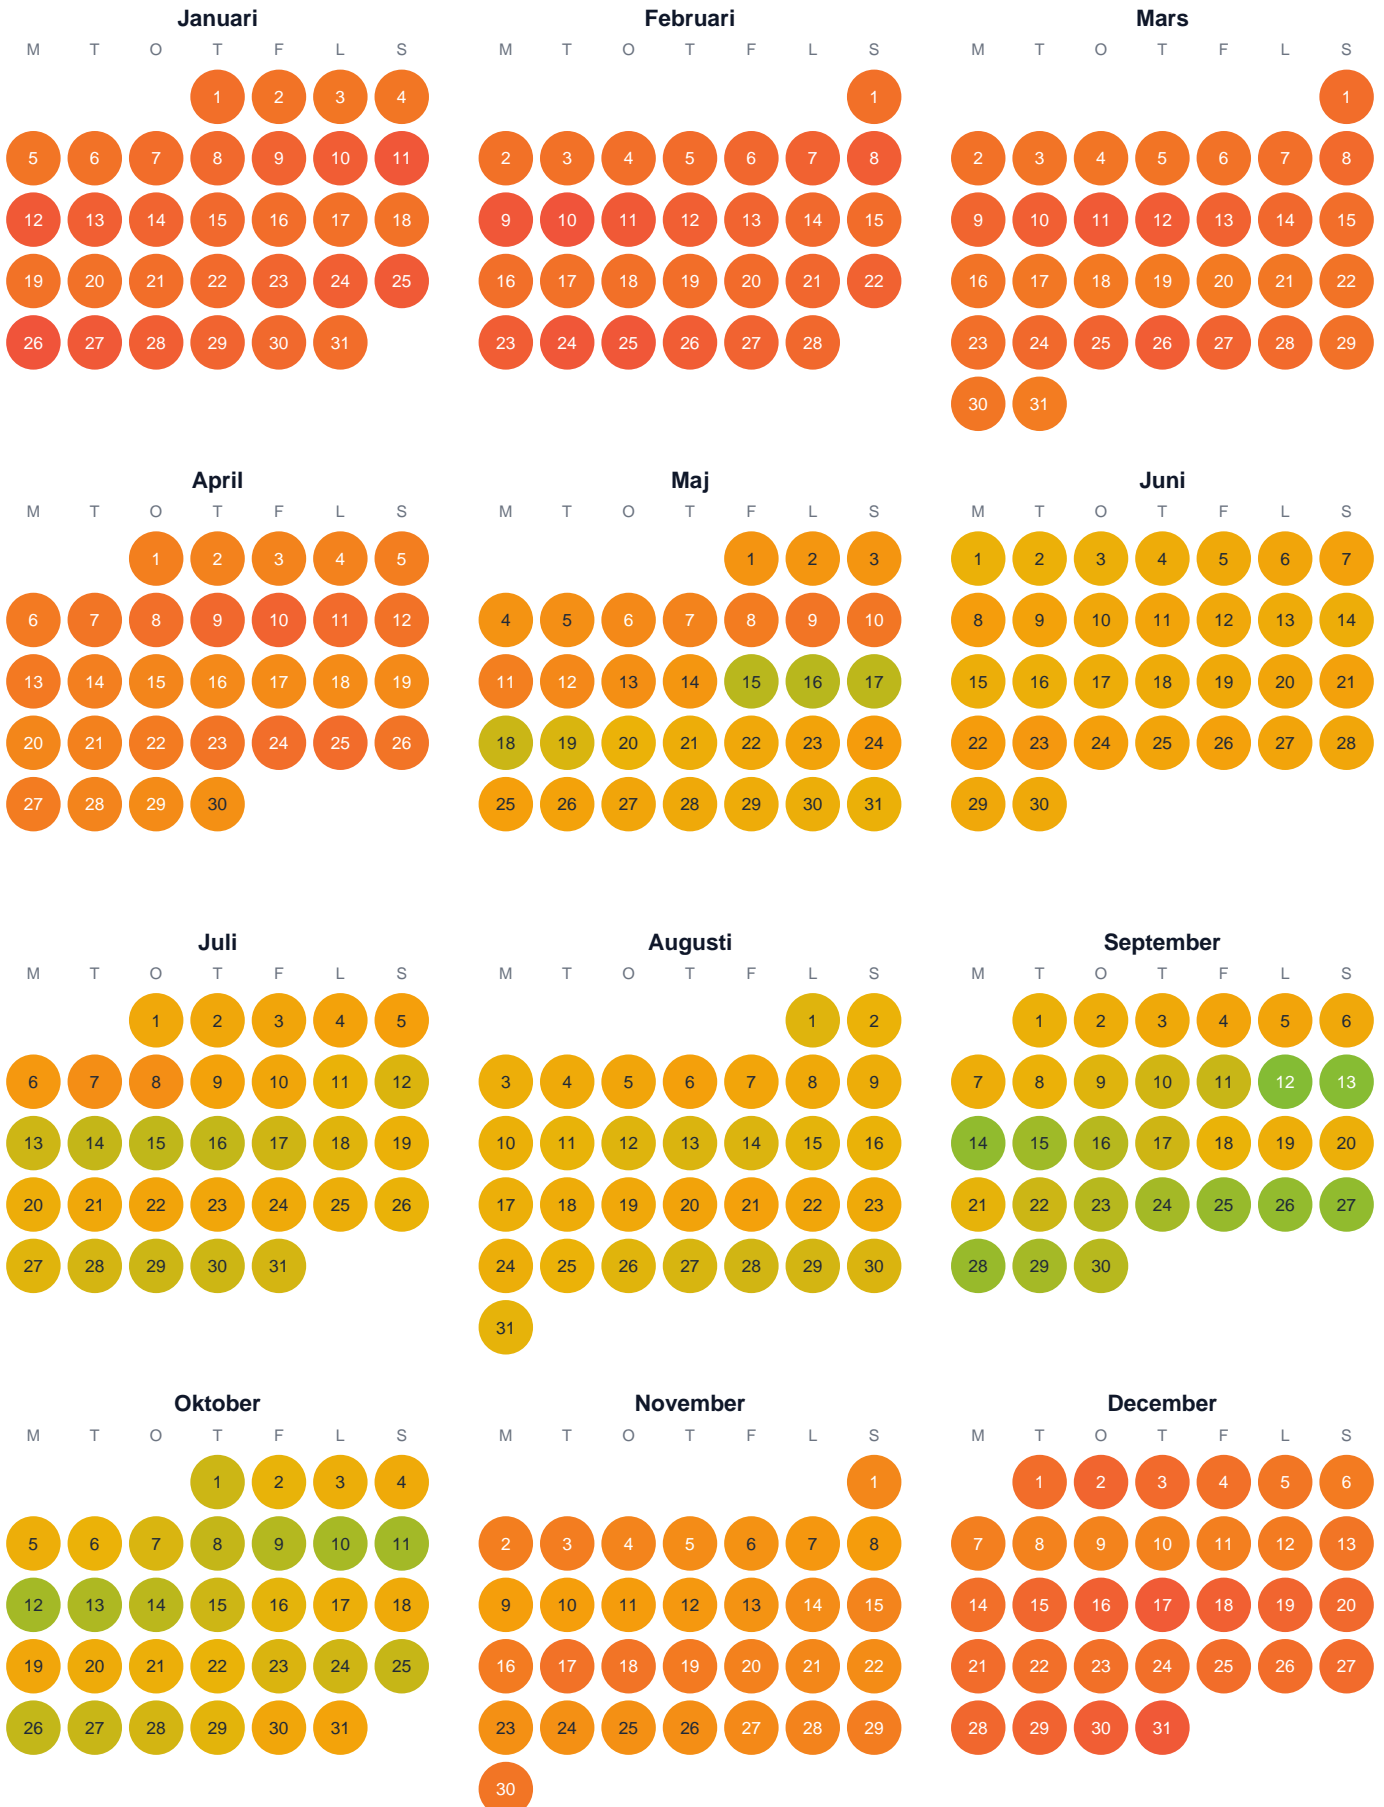 Januari Februari Mars
M T O T F L S M T O T F L S M T O T F L S
1 2 3 4 1 1
5 6 7 8 9 10 11 2 3 4 5 6 7 8 2 3 4 5 6 7 8
12 13 14 15 16 17 18 9 10 11 12 13 14 15 9 10 11 12 13 14 15
19 20 21 22 23 24 25 16 17 18 19 20 21 22 16 17 18 19 20 21 22
26 27 28 29 30 31 23 24 25 26 27 28 23 24 25 26 27 28 29
30 31
April Maj Juni
M T O T F L S M T O T F L S M T O T F L S
1 2 3 4 5 1 2 3 1 2 3 4 5 6 7
6 7 8 9 10 11 12 4 5 6 7 8 9 10 8 9 10 11 12 13 14
13 14 15 16 17 18 19 11 12 13 14 15 16 17 15 16 17 18 19 20 21
20 21 22 23 24 25 26 18 19 20 21 22 23 24 22 23 24 25 26 27 28
27 28 29 30 25 26 27 28 29 30 31 29 30
Juli Augusti September
M T O T F L S M T O T F L S M T O T F L S
1 2 3 4 5 1 2 1 2 3 4 5 6
6 7 8 9 10 11 12 3 4 5 6 7 8 9 7 8 9 10 11 12 13
13 14 15 16 17 18 19 10 11 12 13 14 15 16 14 15 16 17 18 19 20
20 21 22 23 24 25 26 17 18 19 20 21 22 23 21 22 23 24 25 26 27
27 28 29 30 31 24 25 26 27 28 29 30 28 29 30
31
Oktober November December
M T O T F L S M T O T F L S M T O T F L S
1 2 3 4 1 1 2 3 4 5 6
5 6 7 8 9 10 11 2 3 4 5 6 7 8 7 8 9 10 11 12 13
12 13 14 15 16 17 18 9 10 11 12 13 14 15 14 15 16 17 18 19 20
19 20 21 22 23 24 25 16 17 18 19 20 21 22 21 22 23 24 25 26 27
26 27 28 29 30 31 23 24 25 26 27 28 29 28 29 30 31
30